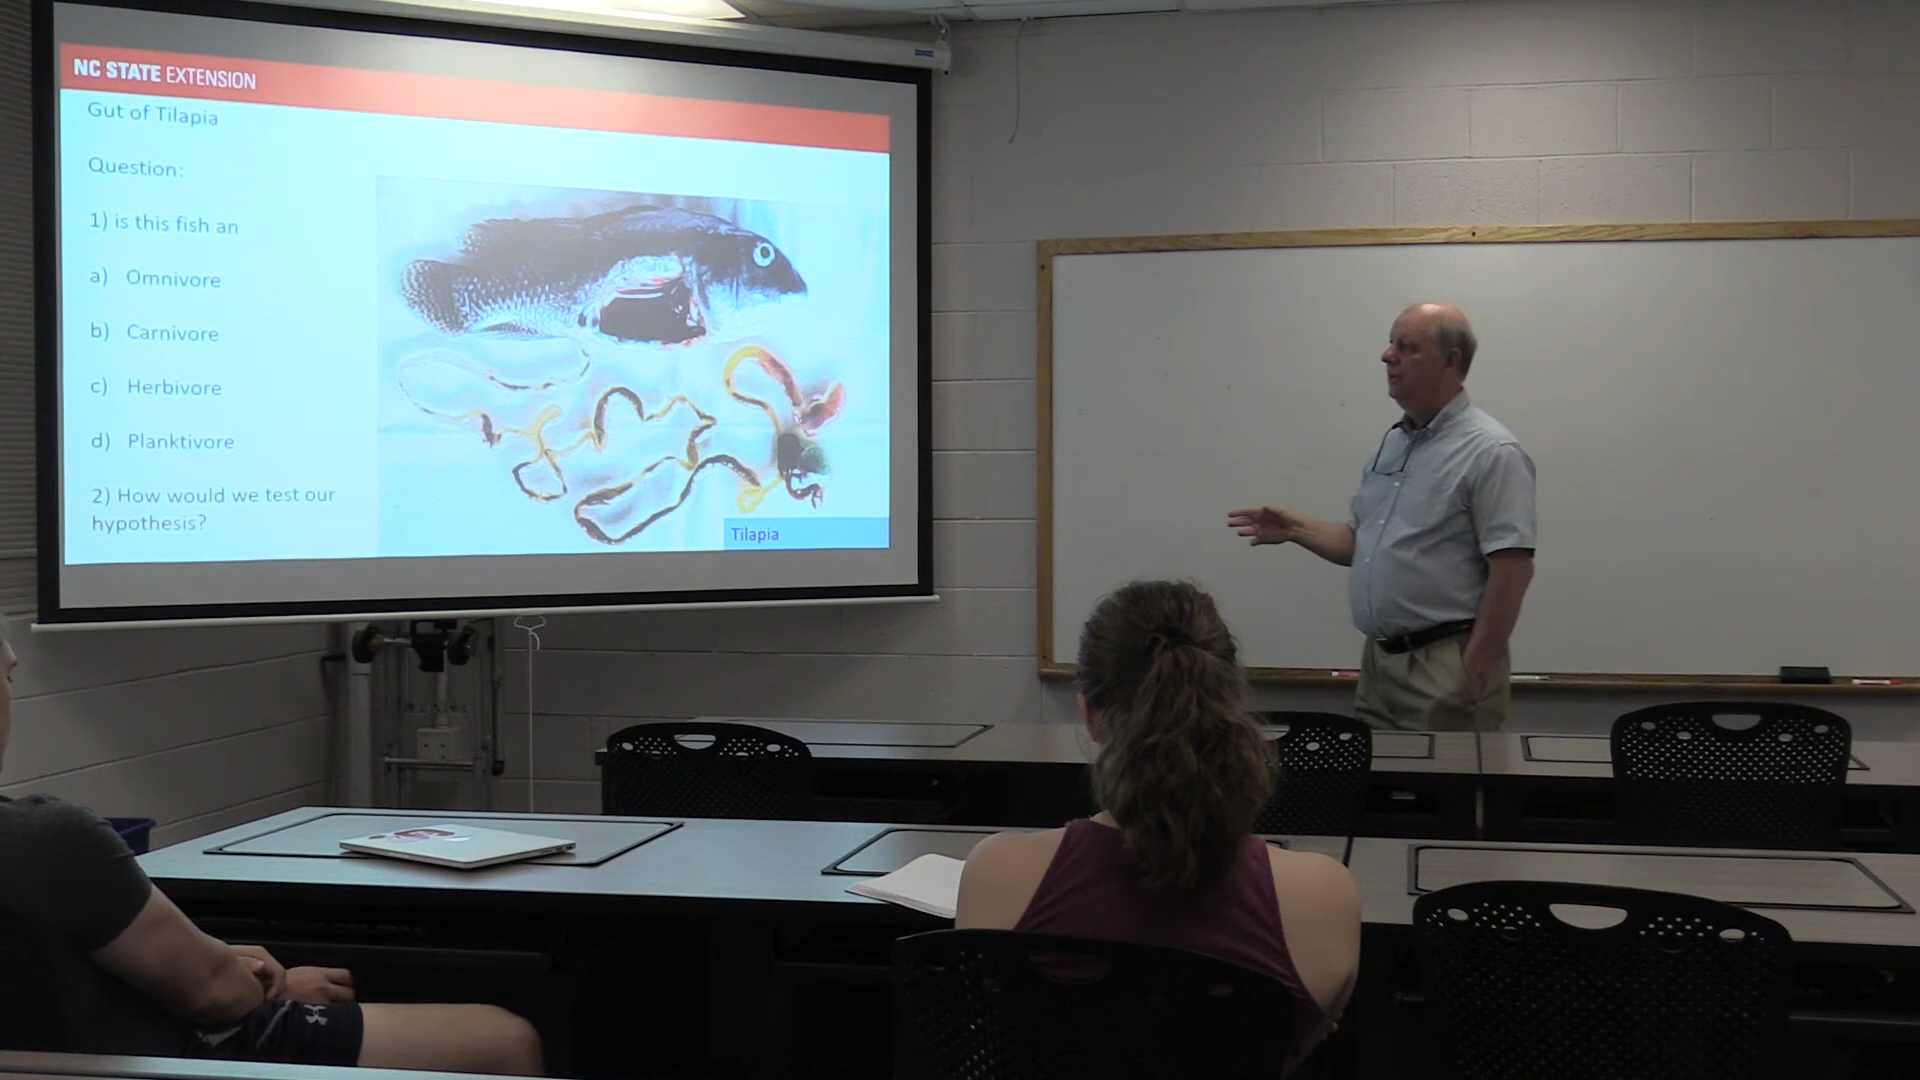 NC STATE EXTENSION
Gut of Tilapia
Question:
1) is this fish an
a) Omnivore
b) Carnivore
c) Herbivore
d) Planktivore
2) How would we test our
hypothesis?
Tilapia